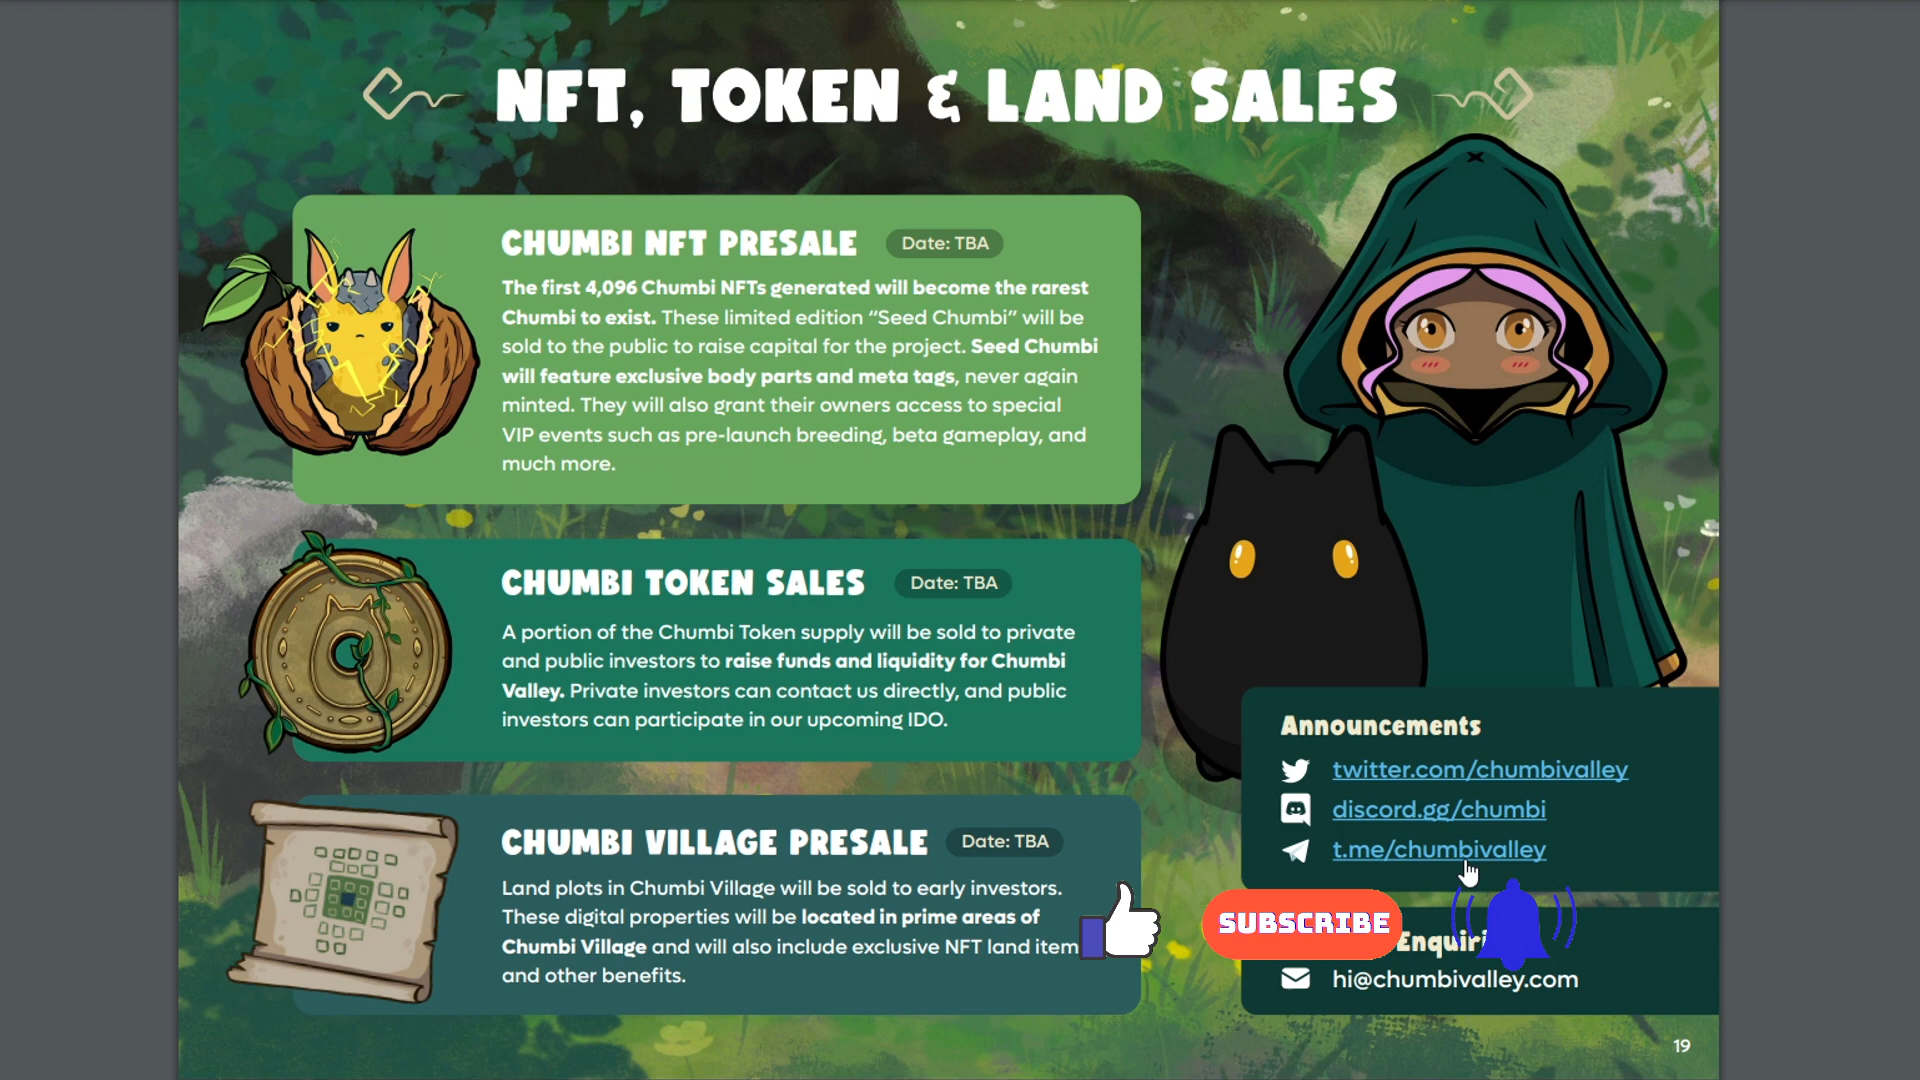 NFT, TOKEN & LAND SALES
CHUMBI NFT PRESALE
Date: TBA
The first 4,096 Chumbi NFTs generated will become the rarest
Chumbi to exist. These limited edition “Seed Chumbi” will be
sold to the public to raise capital for the project. Seed Chumbi
will feature exclusive body parts and meta tags, never again
minted. They will also grant their owners access to special
VIP events such as pre-launch breeding, beta gameplay, and
much more.
CHUMBI TOKEN SALES
Date: TBA
A portion of the Chumbi Token supply will be sold to private
and public investors to raise funds and liquidity for Chumbi
Valley. Private investors can contact us directly, and public
investors can participate in our upcoming IDO.
CHUMBI VILLAGE PRESALE
Date: TBA
Land plots in Chumbi Village will be sold to early investors.
These digital properties will be located in prime areas of
Chumbi Village and will also include exclusive NFT land item
and other benefits.
Announcements
twitter.com/chumbivalley
discord.gg/chumbi
t.me/chumbivalley
SUBSCRIBE
Enquiri
hi@chumbivalley.com
19